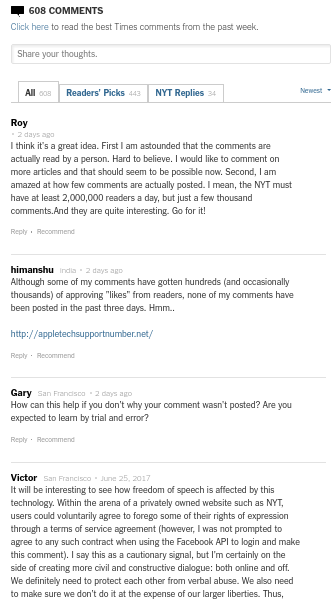 608 COMMENTS
Click here to read the best Times comments from the past week.
Share your thoughts.
All 608 Readers' Picks 443 NYT Replies 34 Newest
Roy
• 2 days ago
I think it's a great idea. First I am astounded that the comments are
actually read by a person. Hard to believe. I would like to comment on
more articles and that should to be possible now. Second, I am
amazed at how few comments are actually posted. I mean, the NYT must
have at least 2,000,000 readers a day, but just a few thousand
comments.And they are quite interesting. Go for it!
Reply • Recommend
himanshu India • 2 days ago
Although some of my comments have gotten hundreds (and occasionally
thousands) of approving "likes" from readers, none of my comments have
been posted in the past three days. Hmm..
http://appletechsupportnumber.net/
Reply • Recommend
Gary San Francisco • 2 days ago
How can this help if you don't why your comment wasn't posted? Are you
expected to learn by trial and error?
Reply • Recommend
Victor San Francisco • June 25, 2017
It will be interesting to see how freedom of speech is affected by this
technology. Within the arena of a privately owned website such as NYT,
users could voluntarily agree to forego some of their rights of expression
through a terms of service agreement (however, I was not prompted to
agree to any such contract when using the Facebook API to login and make
this comment). I say this as a cautionary signal, but I'm certainly on the
side of creating more civil and constructive dialogue: both online and off.
We definitely need to protect each other from verbal abuse. We also need
to make sure we don't do it at the expense of our larger liberties. Thus,